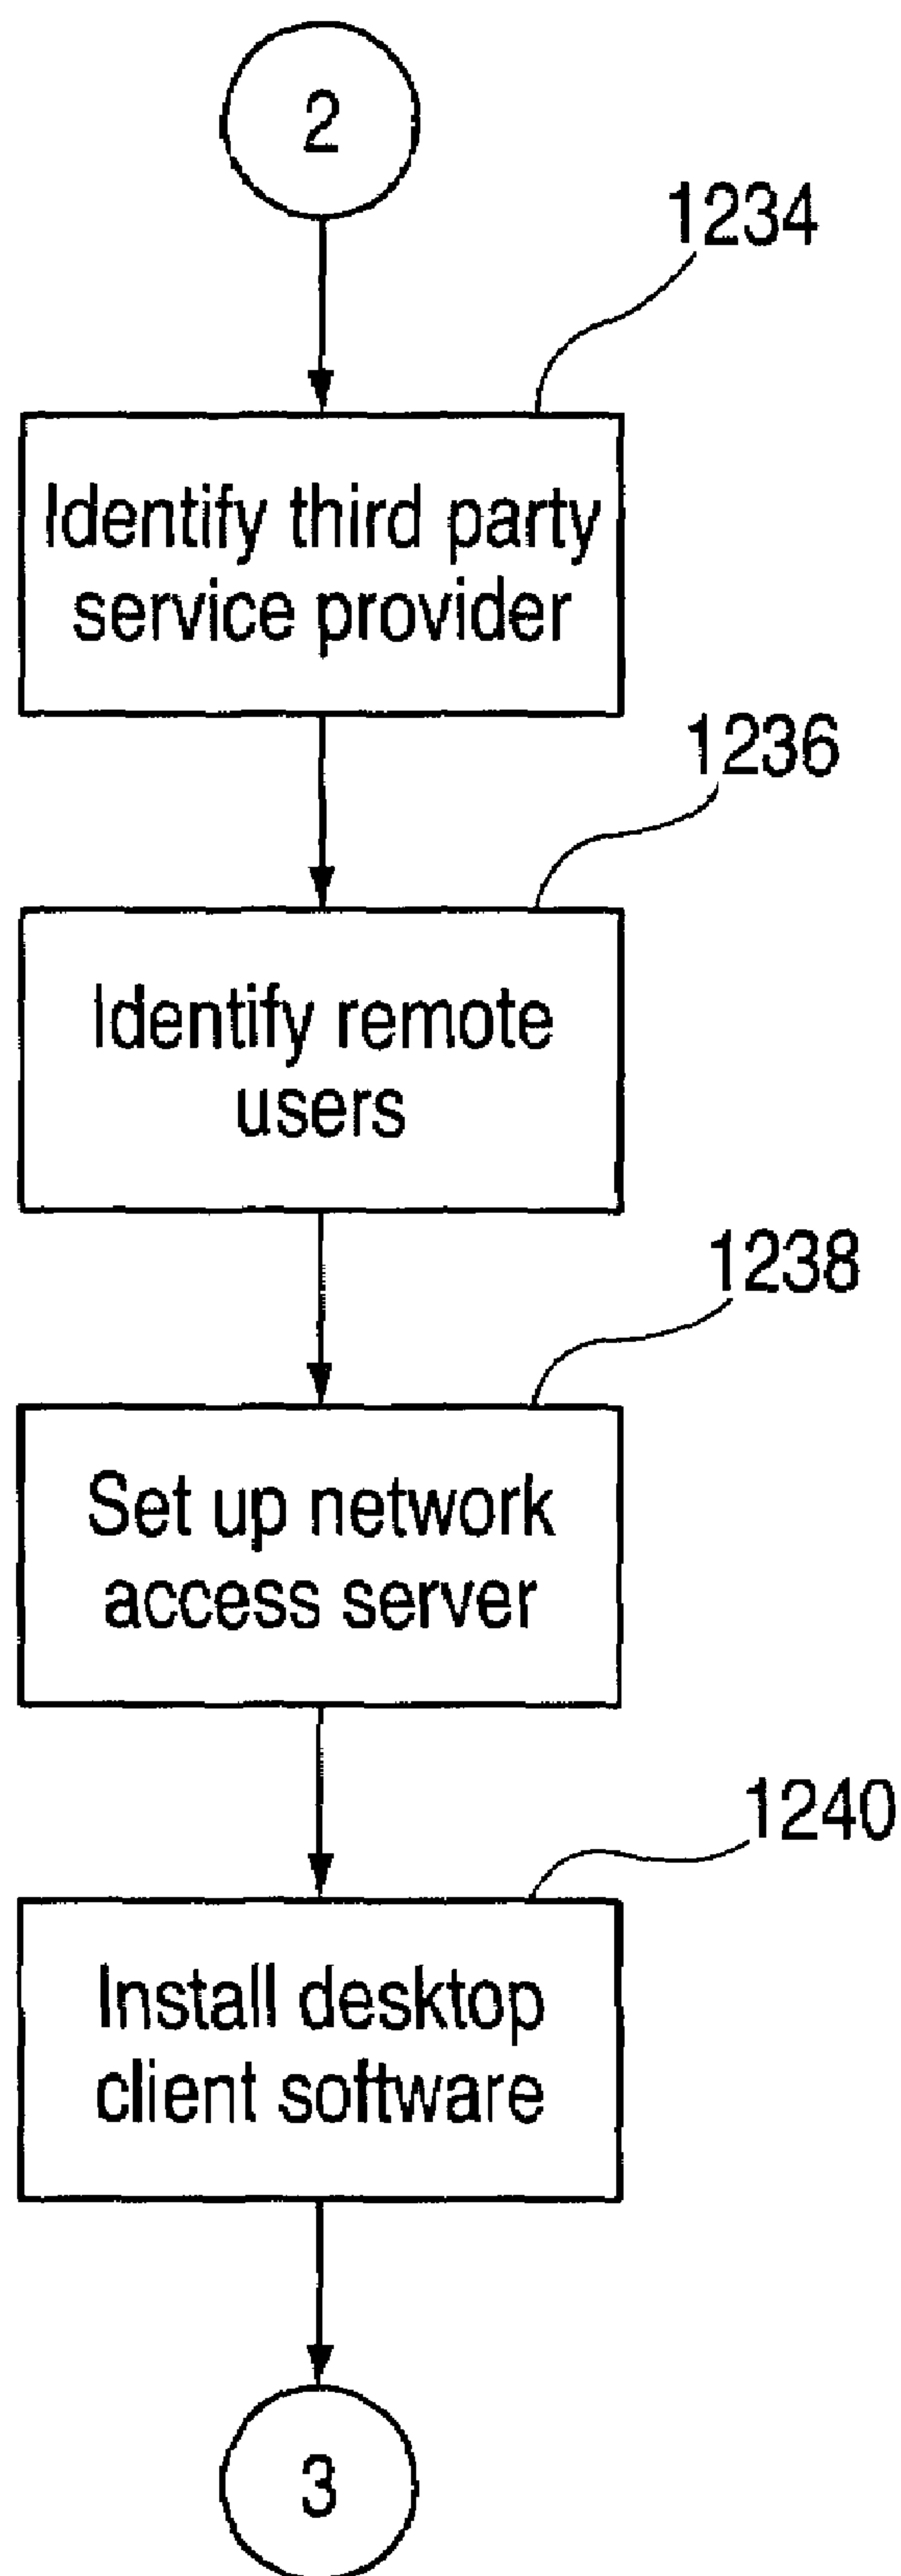 2
1234
Identify third party
service provider
1236
Identify remote
users
1238
Set up network
access server
1240
Install desktop
client software
3